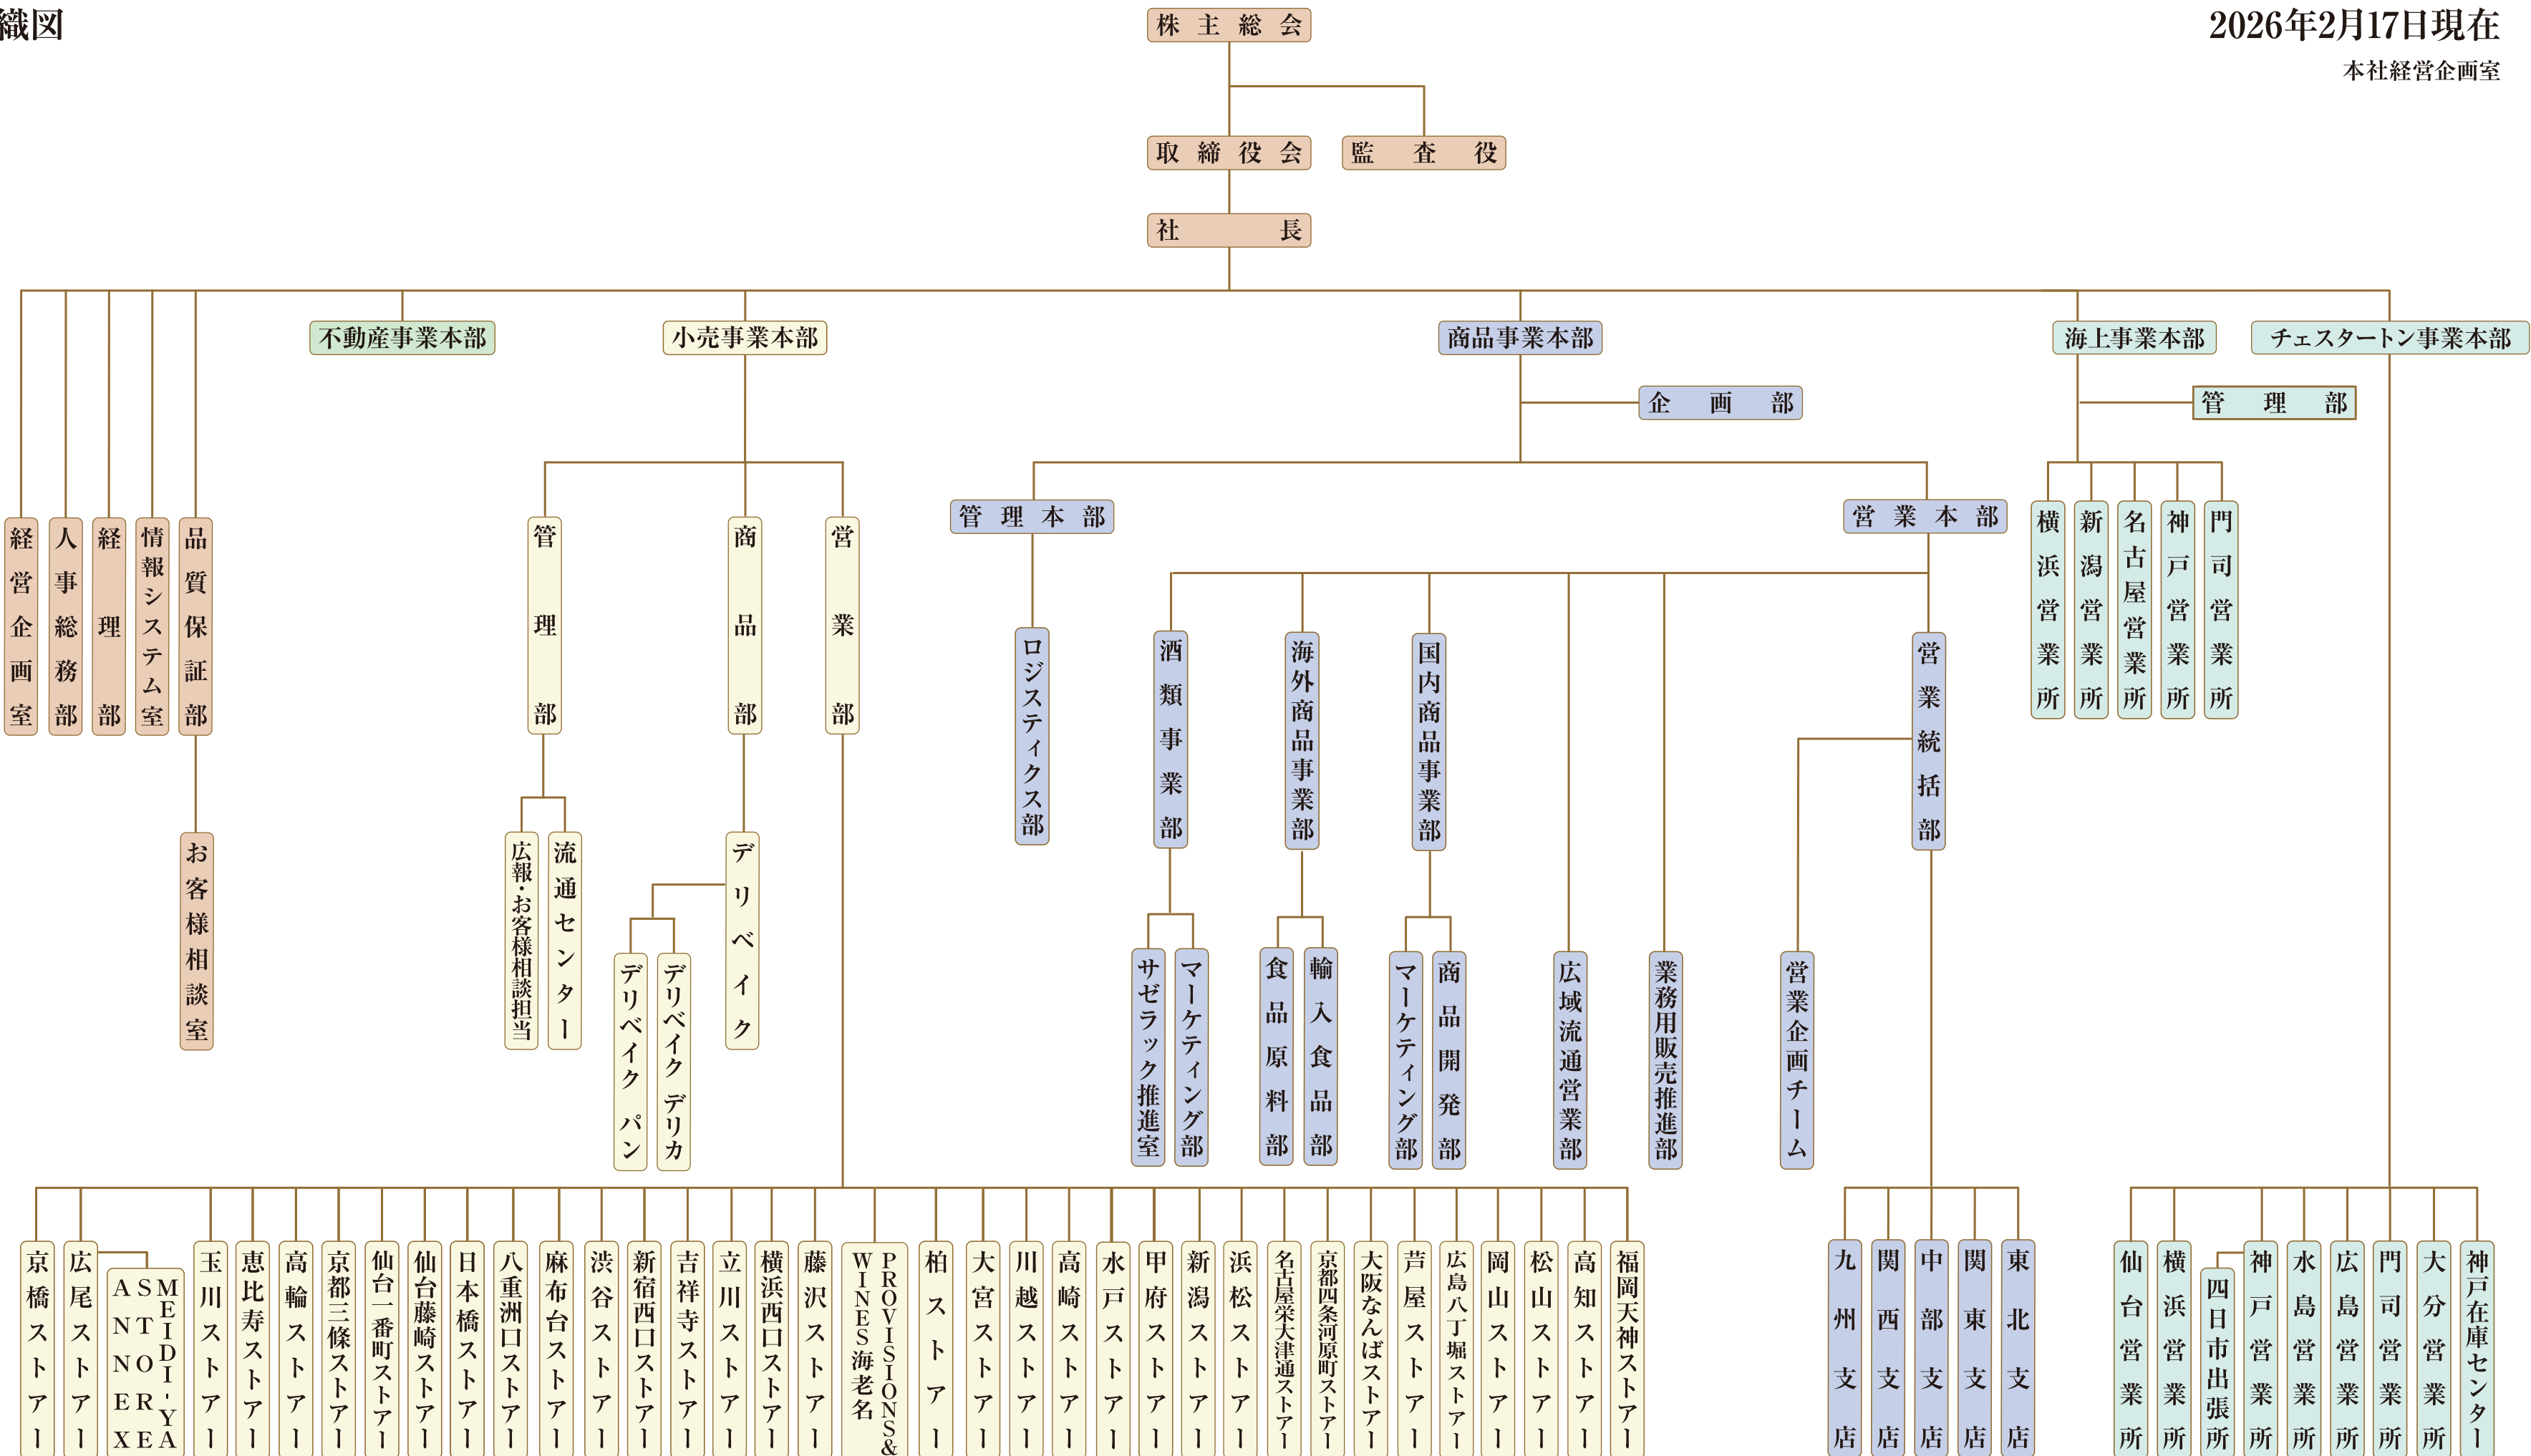 織図
2026年2月17日現在
本社経営企画室
株主総会
取締役会
監査役
社長
不動産事業本部
小売事業本部
商品事業本部
海上事業本部
チェスタートン事業本部
企画部
管理部
経営企画室
人事総務部
経理部
情報システム室
品質保証部
お客様相談室
管理部
商品部
営業部
広報・お客様相談担当
流通センター
デリベイク
デリベイク パン
デリベイク デリカ
管理本部
営業本部
ロジスティクス部
酒類事業部
海外商品事業部
国内商品事業部
営業統括部
サゼラック推進室
マーケティング部
食品原料部
輸入食品部
マーケティング部
商品開発部
広域流通営業部
業務用販売推進部
営業企画チーム
横浜営業所
新潟営業所
名古屋営業所
神戸営業所
門司営業所
京橋ストアー
広尾ストアー
MEIDI-YA
STORE
ANNEX
玉川ストアー
恵比寿ストアー
高輪ストアー
京都三條ストアー
仙台一番町ストアー
仙台藤崎ストアー
日本橋ストアー
八重洲口ストアー
麻布台ストアー
渋谷ストアー
新宿西口ストアー
吉祥寺ストアー
立川ストアー
横浜西口ストアー
藤沢ストアー
PROVISIONS&
WINES海老名
柏ストアー
大宮ストアー
川越ストアー
高崎ストアー
水戸ストアー
甲府ストアー
新潟ストアー
浜松ストアー
名古屋栄大津通ストアー
京都四条河原町ストアー
大阪なんばストアー
芦屋ストアー
広島八丁堀ストアー
岡山ストアー
松山ストアー
高知ストアー
福岡天神ストアー
九州支店
関西支店
中部支店
関東支店
東北支店
仙台営業所
横浜営業所
四日市出張所
神戸営業所
水島営業所
広島営業所
門司営業所
大分営業所
神戸在庫センター